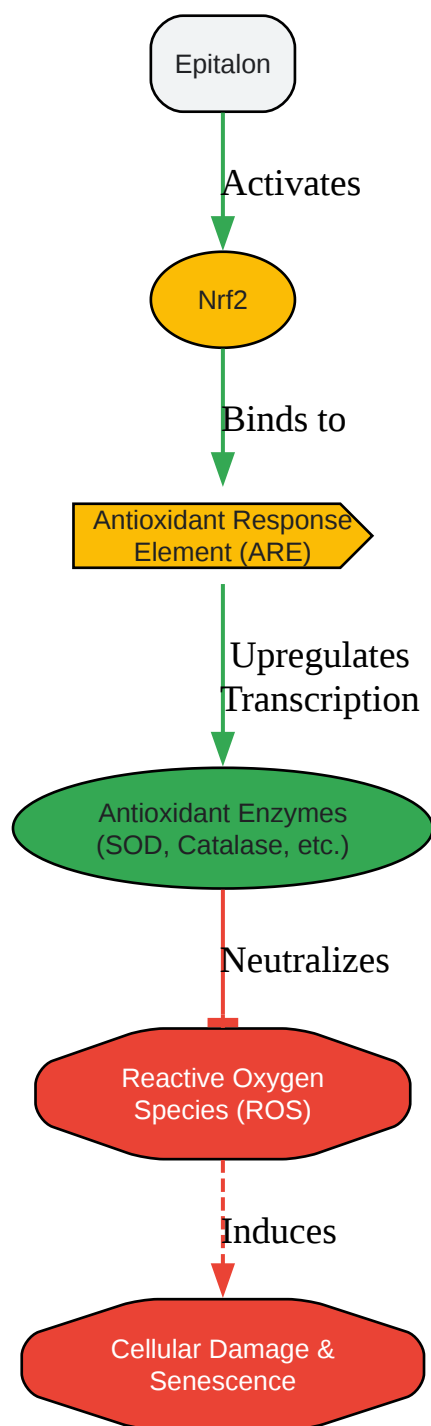 Epitalon
Activates
Nrf2
Binds to
Antioxidant Response
Element (ARE)
Upregulates
Transcription
Antioxidant Enzymes
(SOD, Catalase, etc.)
Neutralizes
Reactive Oxygen
Species (ROS)
Induces
Cellular Damage &
Senescence